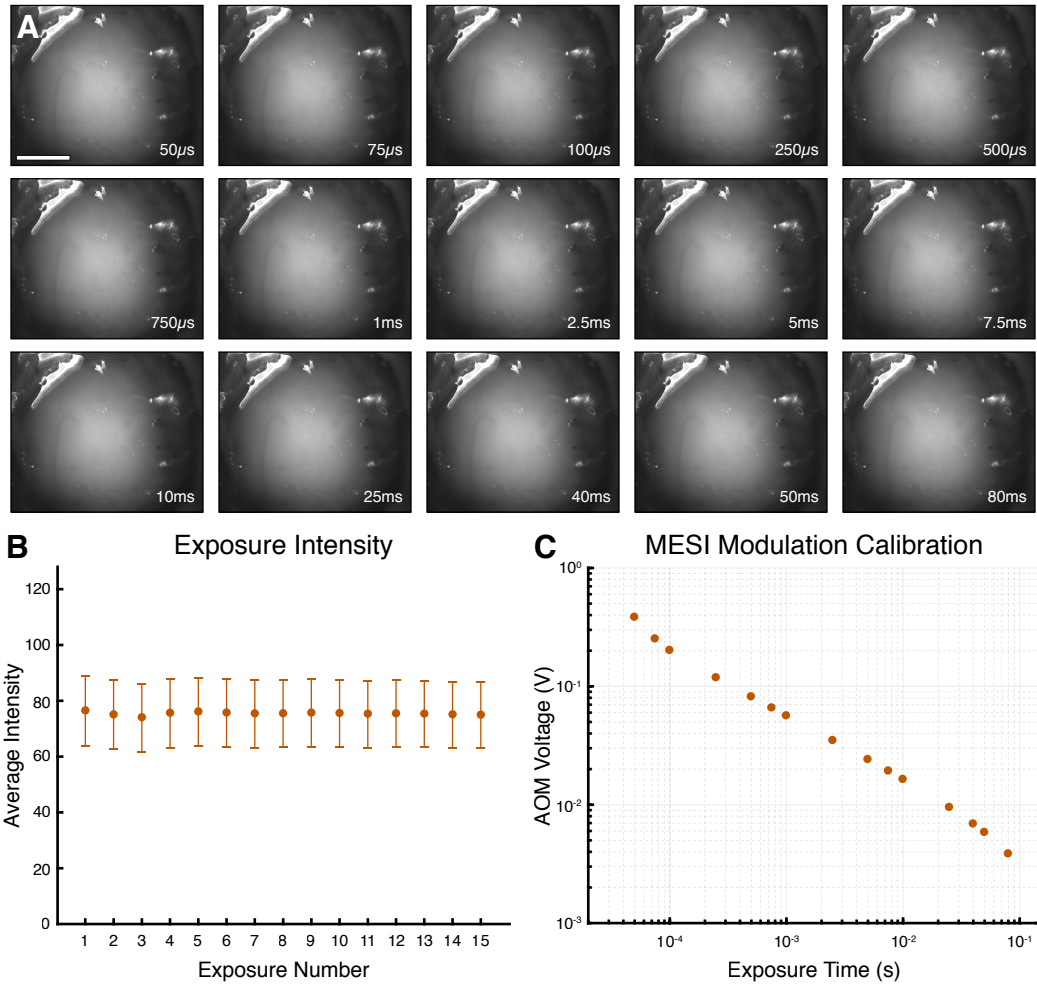 A
50µs
75µs
100µs
250µs
500µs
750µs
1ms
2.5ms
5ms
7.5ms
10ms
25ms
40ms
50ms
80ms
B
Exposure Intensity
Average Intensity
120
100
80
60
40
20
0
1 2 3 4 5 6 7 8 9 10 11 12 13 14 15
Exposure Number
C
MESI Modulation Calibration
AOM Voltage (V)
10⁰
10⁻¹
10⁻²
10⁻³
10⁻⁴ 10⁻³ 10⁻² 10⁻¹
Exposure Time (s)